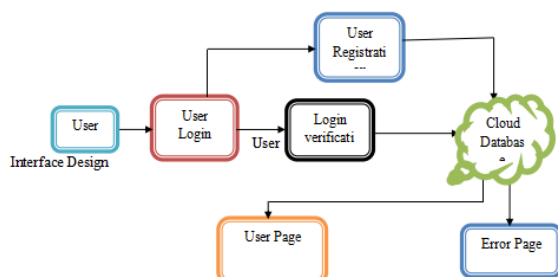 User
Registrati
...
User
User
Login
Login
verificati
User
Interface Design
Cloud
Databas
User Page
Error Page